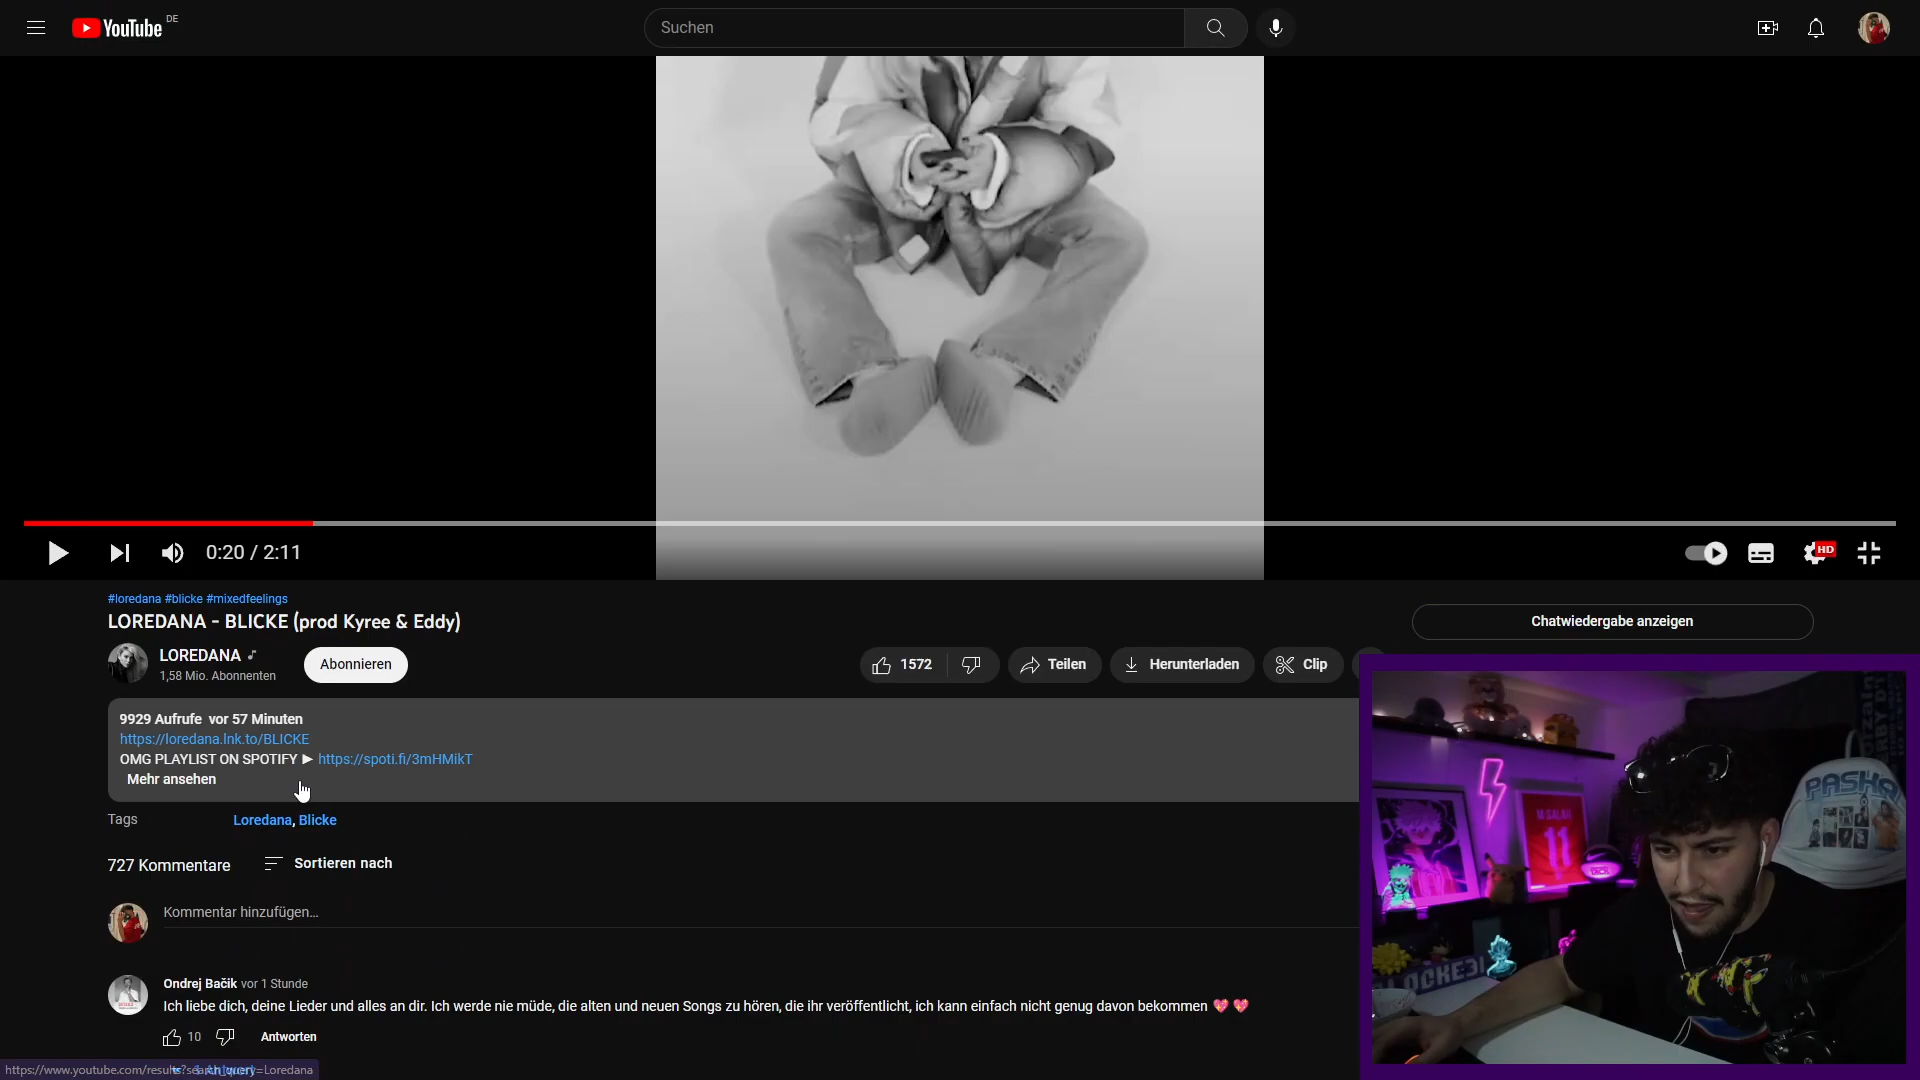 YouTube DE
Suchen
0:20 / 2:11
HD
#loredana #blicke #mixedfeelings
LOREDANA - BLICKE (prod Kyree & Eddy)
Chatwiedergabe anzeigen
LOREDANA
1,58 Mio. Abonnenten
Abonnieren
1572
Teilen
Herunterladen
Clip
9929 Aufrufe vor 57 Minuten
https://loredana.lnk.to/BLICKE
OMG PLAYLIST ON SPOTIFY ▶ https://spoti.fi/3mHMikT
Mehr ansehen
Tags
Loredana, Blicke
727 Kommentare
Sortieren nach
Kommentar hinzufügen…
Ondrej Bačik vor 1 Stunde
Ich liebe dich, deine Lieder und alles an dir. Ich werde nie müde, die alten und neuen Songs zu hören, die ihr veröffentlicht, ich kann einfach nicht genug davon bekommen 💖 💖
10
Antworten
https://www.youtube.com/results?search_query=Loredana
PASHA
M.SALAH
11